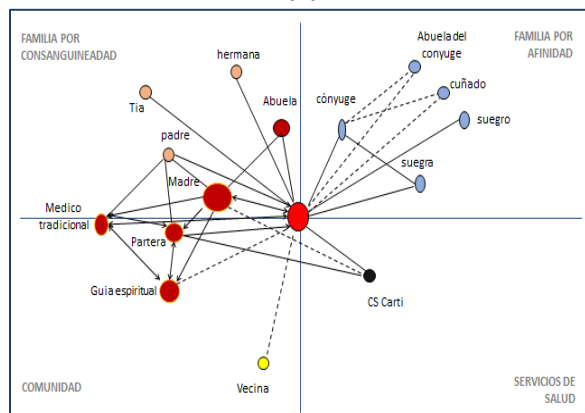 FAMILIA POR
CONSANGUINEADAD
hermana
Abuela del
conyuge
FAMILIA POR
AFINIDAD
cuñado
Tia
Abuela
cónyuge
suegro
padre
Madre
suegra
Medico
tradicional
Partera
Guia espiritual
CS Carti
Vecina
COMUNIDAD
SERVICIOS DE
SALUD